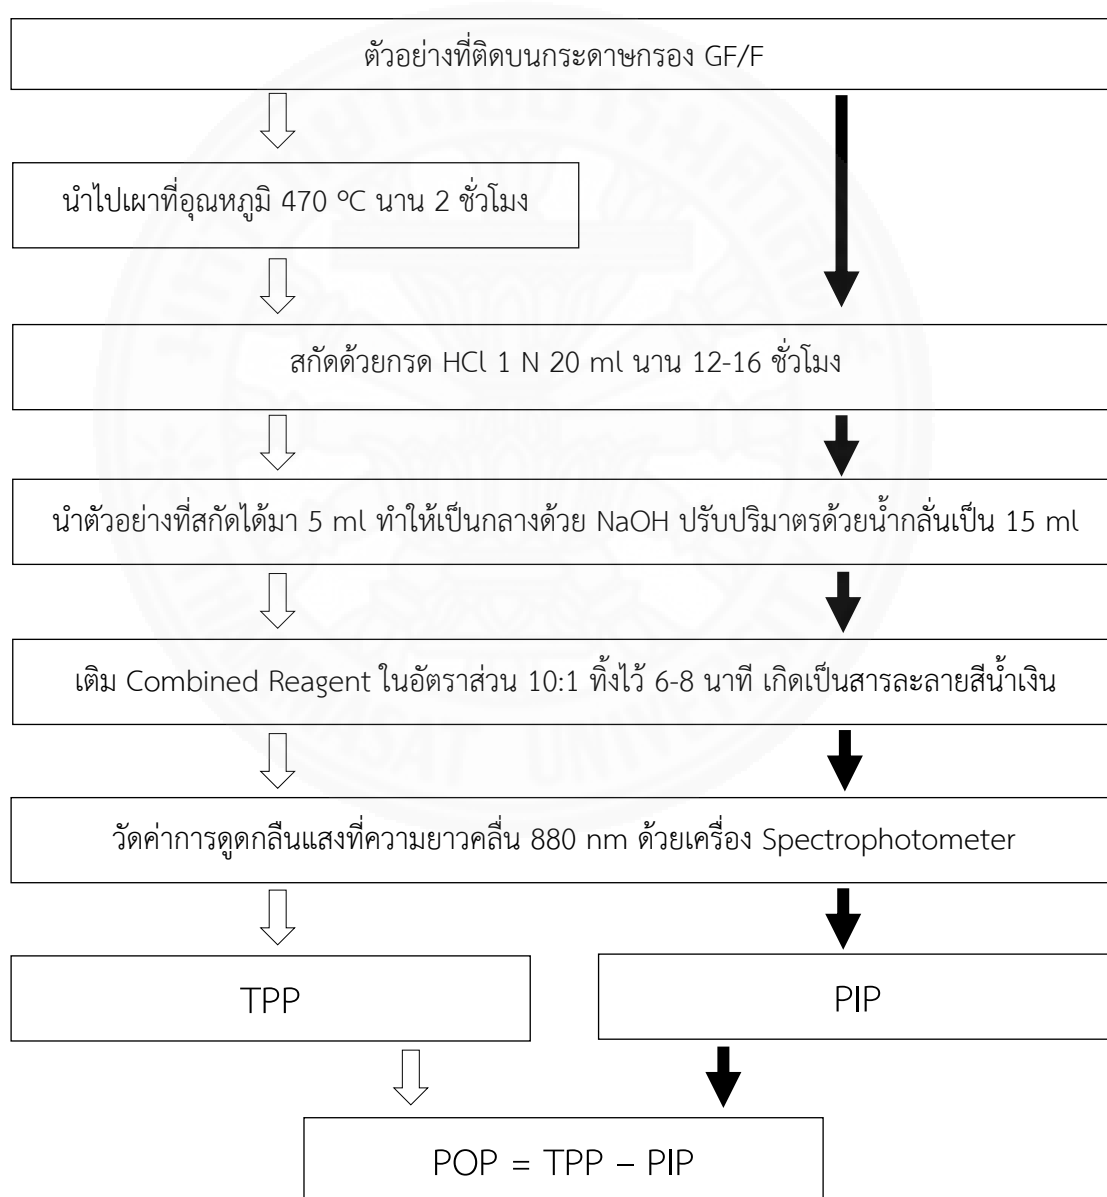 ตัวอย่างที่ติดบนกระดาษกรอง GF/F
นำไปเผาที่อุณหภูมิ 470 ºC นาน 2 ชั่วโมง
สกัดด้วยกรด HCl 1 N 20 ml นาน 12-16 ชั่วโมง
นำตัวอย่างที่สกัดได้มา 5 ml ทำให้เป็นกลางด้วย NaOH ปรับปริมาตรด้วยน้ำกลั่นเป็น 15 ml
เติม Combined Reagent ในอัตราส่วน 10:1 ทิ้งไว้ 6-8 นาที เกิดเป็นสารละลายสีน้ำเงิน
วัดค่าการดูดกลืนแสงที่ความยาวคลื่น 880 nm ด้วยเครื่อง Spectrophotometer
TPP
PIP
POP = TPP – PIP